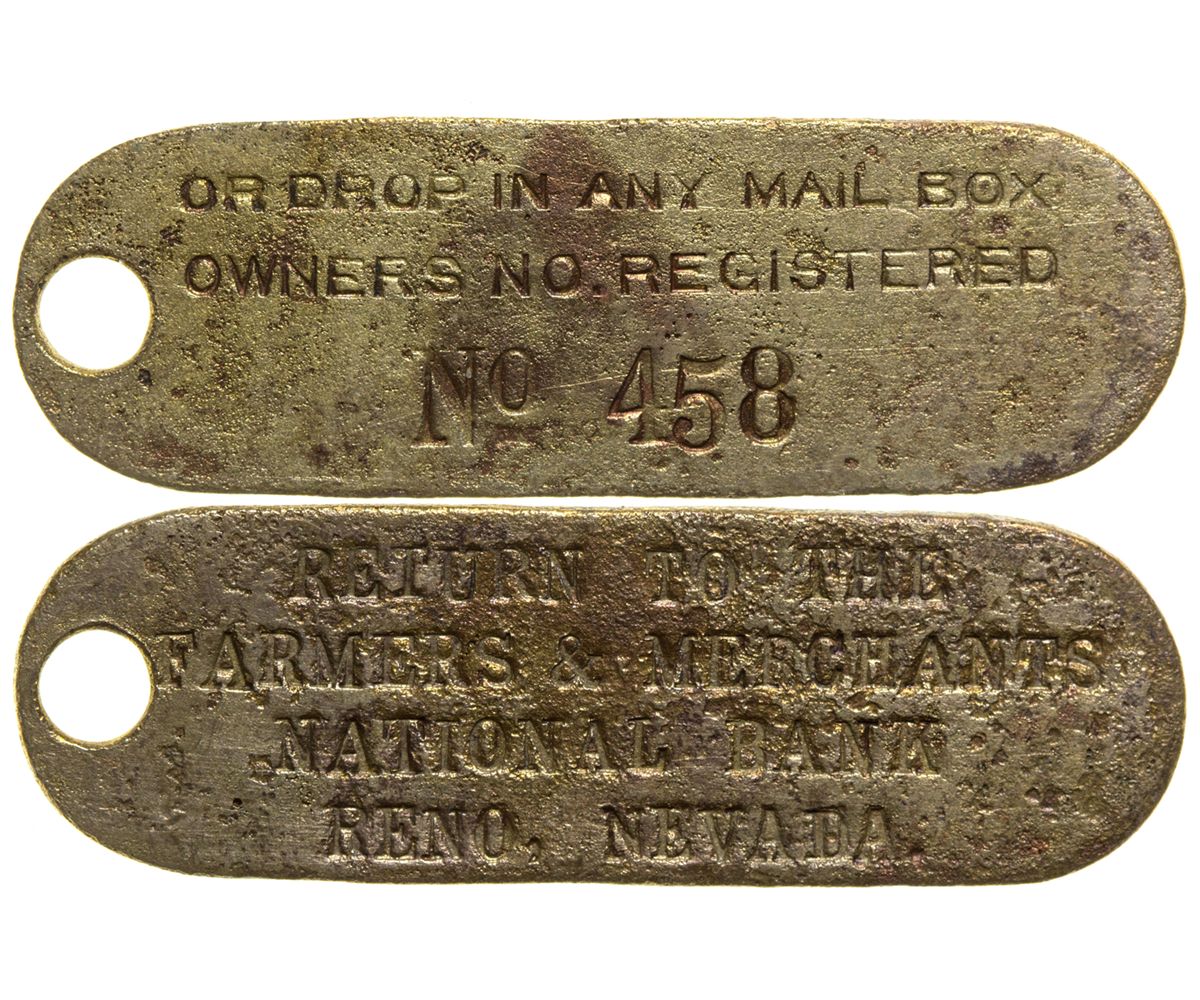 OR DROP IN ANY MAIL BOX
OWNERS NO. REGISTERED
No 458
RETURN TO THE
FARMERS & MERCHANTS
NATIONAL BANK
RENO, NEVADA